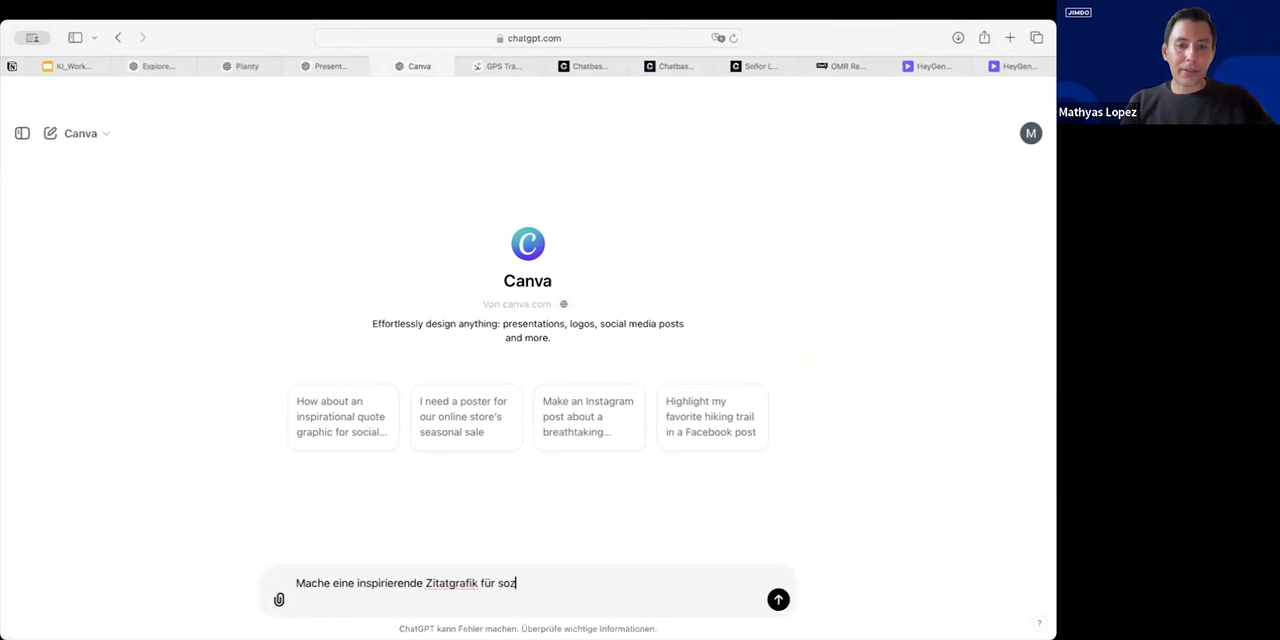 chatgpt.com
KI_Work...
Explore...
Planty
Present...
Canva
GPS Tra...
Chatbas...
Chatbas...
Señor L...
OMR Re...
HeyGen...
HeyGen...
JIMDO
Mathyas Lopez
Canva
M
C
Canva
Von canva.com
Effortlessly design anything: presentations, logos, social media posts
and more.
How about an
inspirational quote
graphic for social...
I need a poster for
our online store's
seasonal sale
Make an Instagram
post about a
breathtaking...
Highlight my
favorite hiking trail
in a Facebook post
Mache eine inspirierende Zitatgrafik für soz
ChatGPT kann Fehler machen. Überprüfe wichtige Informationen.
?